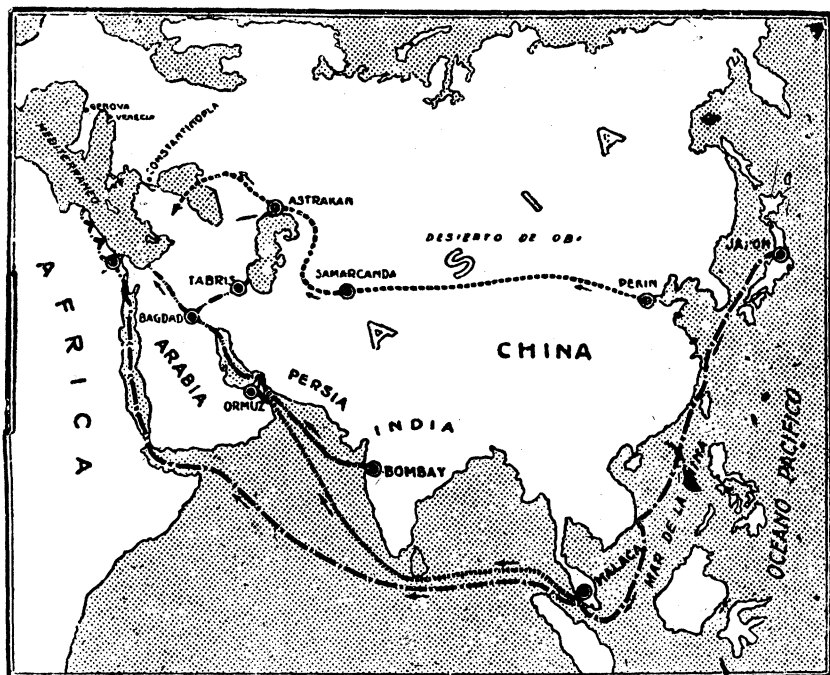 GENOVA
VENECIA
CONSTANTINOPLA
MEDITERRANEO
ASTRAKAN
A S I A
DESIERTO DE OBI
JAPON
TABRIS
SAMARCANDA
PEKIN
BAGDAD
AFRICA
ARABIA
CHINA
PERSIA
ORMUZ
INDIA
BOMBAY
OCEANO PACIFICO
MAR DE LA CHINA
MALACA